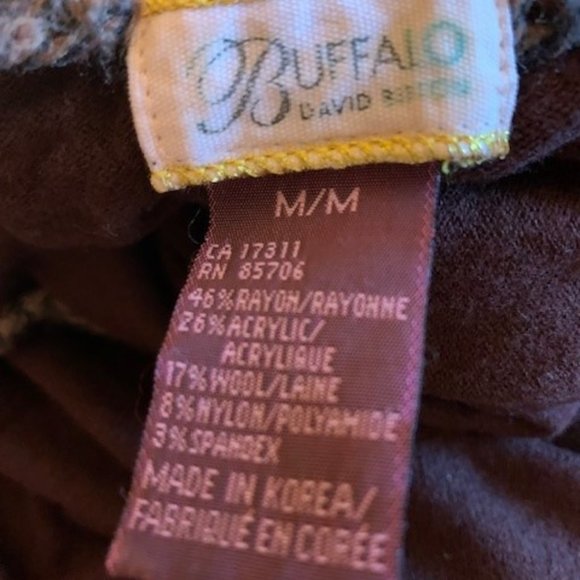 BUFFALO
DAVID BITTON
M/M
CA 17311
RN 85706
46%RAYON/RAYONNE
26%ACRYLIC/
ACRYLIQUE
17%WOOL/LAINE
8%NYLON/POLYAMIDE
3%SPANDEX
MADE IN KOREA/
FABRIQUÉ EN CORÉE